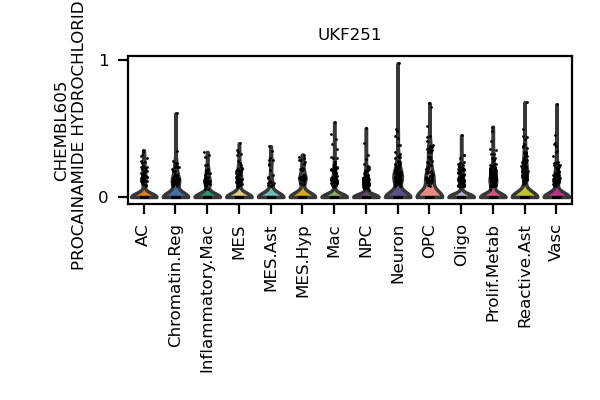 UKF251
CHEMBL605
PROCAINAMIDE HYDROCHLORID
1
0
AC
Chromatin.Reg
Inflammatory.Mac
MES
MES.Ast
MES.Hyp
Mac
NPC
Neuron
OPC
Oligo
Prolif.Metab
Reactive.Ast
Vasc